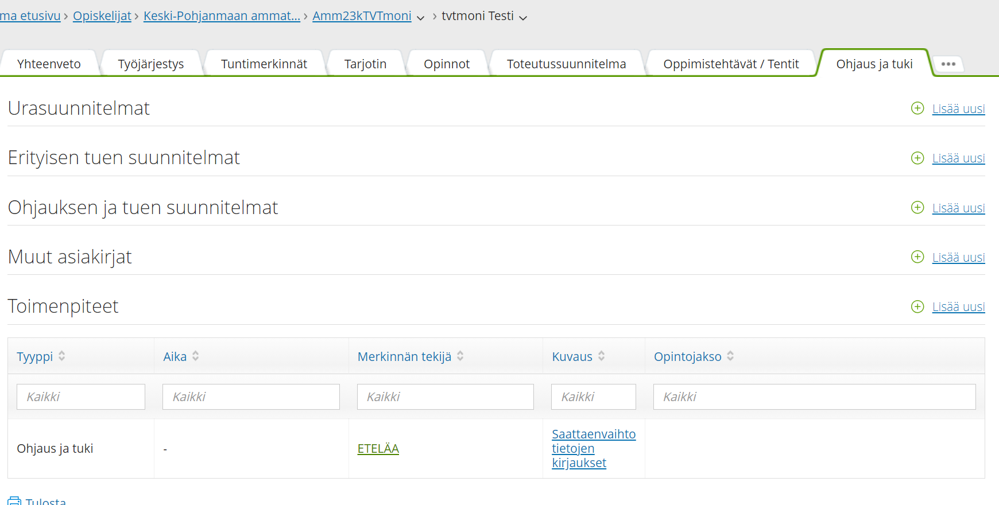 ma etusivu › Opiskelijat › Keski-Pohjanmaan ammat... › Amm23kTVTmoni › tvtmoni Testi
Yhteenveto Työjärjestys Tuntimerkinnät Tarjotin Opinnot Toteutussuunnitelma Oppimistehtävät / Tentit Ohjaus ja tuki •••
Urasuunnitelmat Lisää uusi
Erityisen tuen suunnitelmat Lisää uusi
Ohjauksen ja tuen suunnitelmat Lisää uusi
Muut asiakirjat Lisää uusi
Toimenpiteet Lisää uusi
Tyyppi Aika Merkinnän tekijä Kuvaus Opintojakso
Kaikki Kaikki Kaikki Kaikki Kaikki
Ohjaus ja tuki - ETELÄA Saattaenvaihto
tietojen
kirjaukset
Tulosta